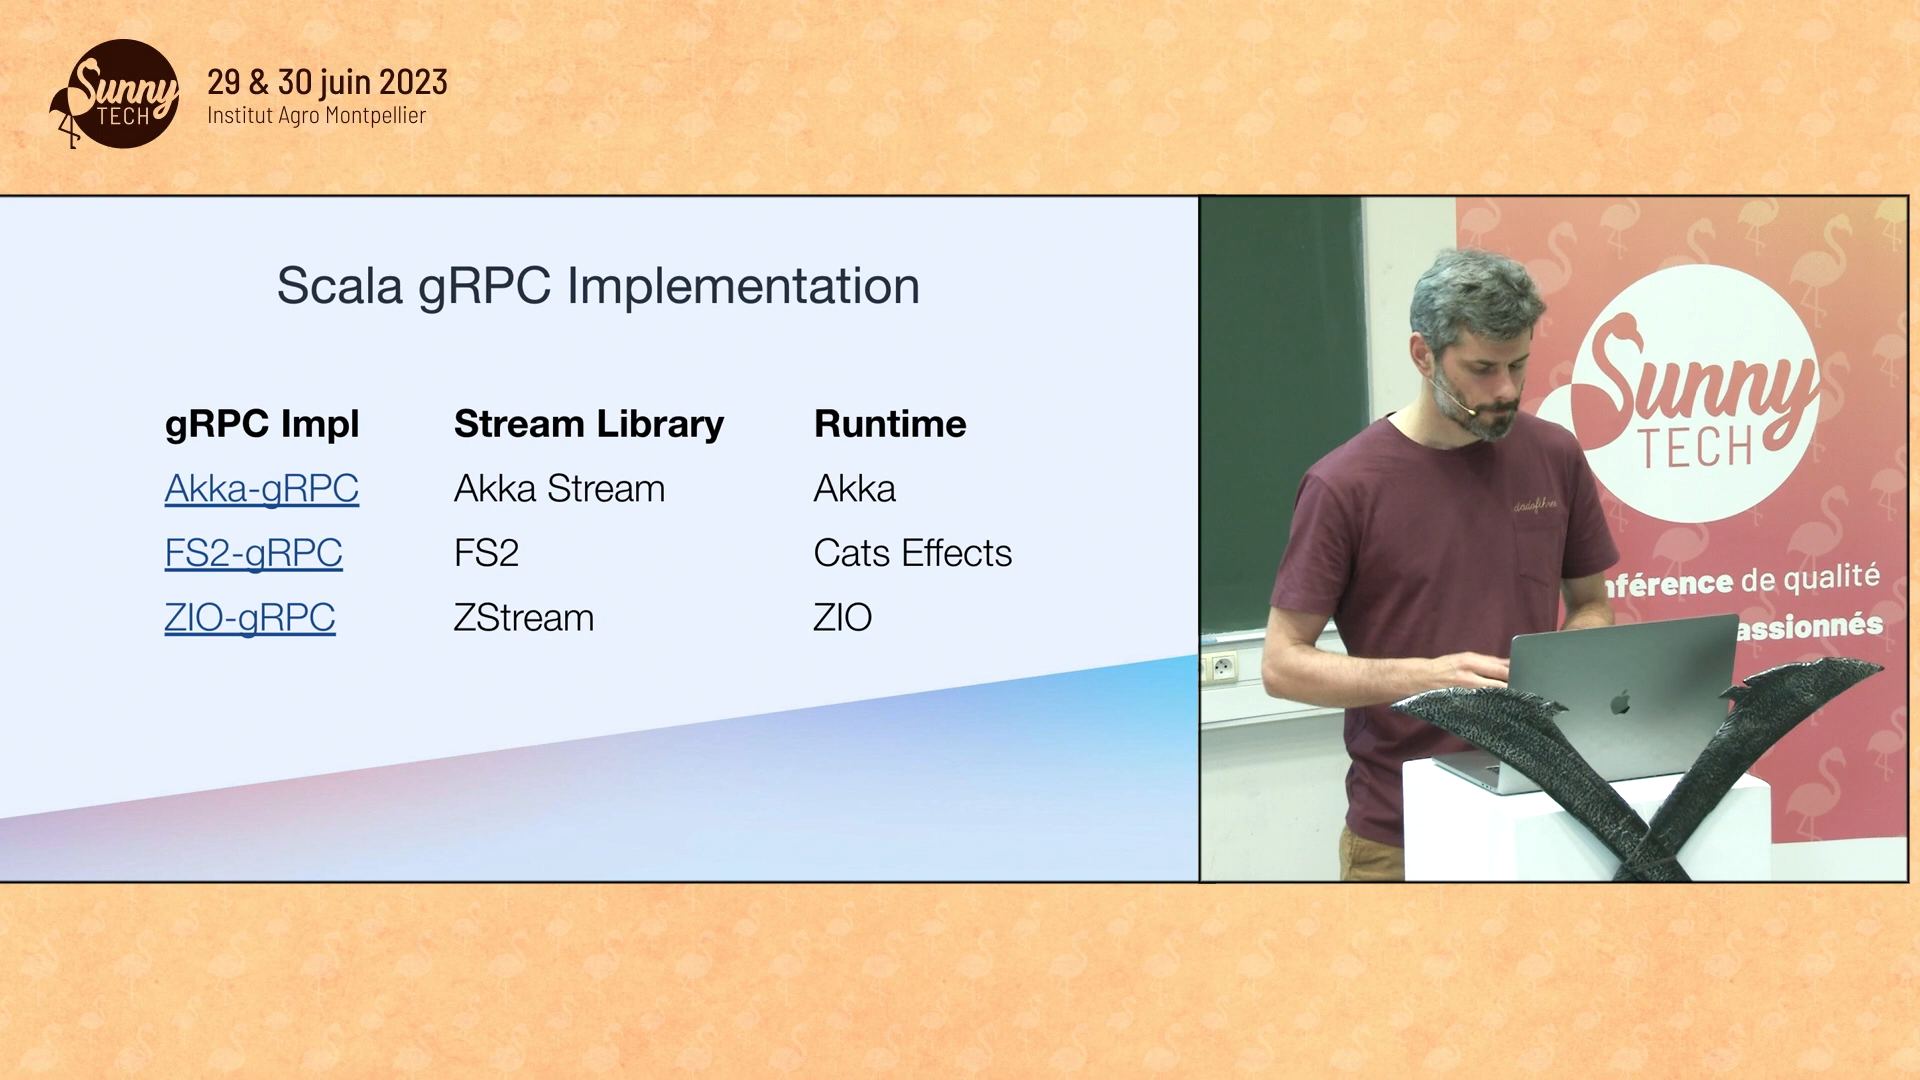 Sunny
TECH
29 & 30 juin 2023
Institut Agro Montpellier
Scala gRPC Implementation
gRPC Impl Stream Library Runtime
Akka-gRPC Akka Stream Akka
FS2-gRPC FS2 Cats Effects
ZIO-gRPC ZStream ZIO
Sunny
TECH
nférence de qualité
assionnés